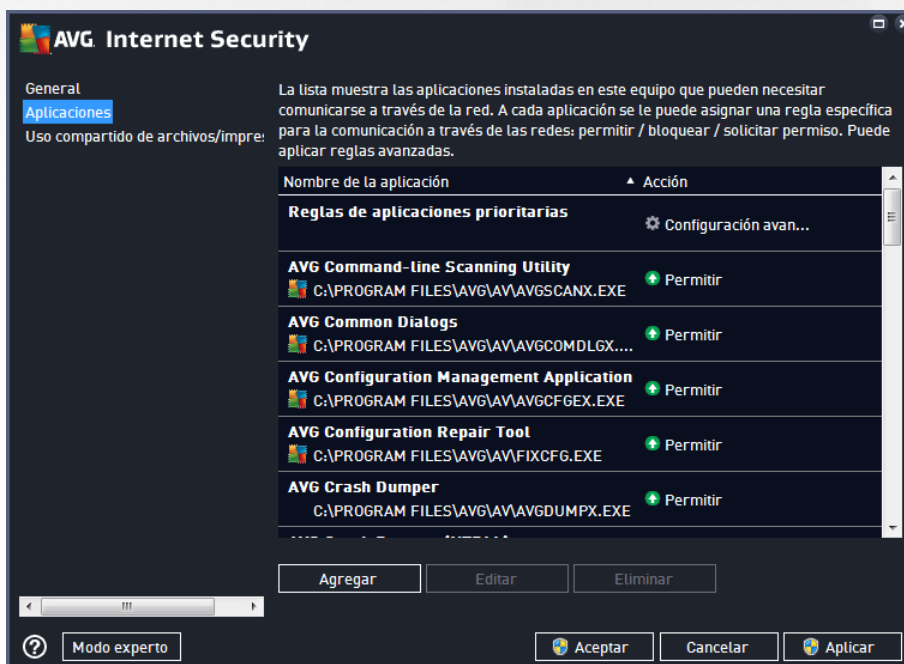 AVG Internet Security
General
Aplicaciones
Uso compartido de archivos/impre
La lista muestra las aplicaciones instaladas en este equipo que pueden necesitar
comunicarse a través de la red. A cada aplicación se le puede asignar una regla específica
para la comunicación a través de las redes: permitir / bloquear / solicitar permiso. Puede
aplicar reglas avanzadas.
Nombre de la aplicación Acción
Reglas de aplicaciones prioritarias
Configuración avan...
AVG Command-line Scanning Utility
C:\PROGRAM FILES\AVG\AV\AVGSCANX.EXE
Permitir
AVG Common Dialogs
C:\PROGRAM FILES\AVG\AV\AVGCOMDLGX....
Permitir
AVG Configuration Management Application
C:\PROGRAM FILES\AVG\AV\AVGCFGEX.EXE
Permitir
AVG Configuration Repair Tool
C:\PROGRAM FILES\AVG\AV\FIXCFG.EXE
Permitir
AVG Crash Dumper
C:\PROGRAM FILES\AVG\AV\AVGDUMPX.EXE
Permitir
Agregar Editar Eliminar
? Modo experto Aceptar Cancelar Aplicar